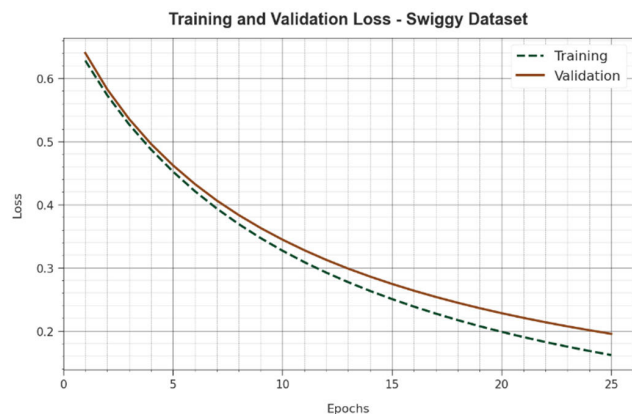 Training and Validation Loss - Swiggy Dataset
Training
Validation
0.6
0.5
0.4
0.3
0.2
Loss
0 5 10 15 20 25
Epochs